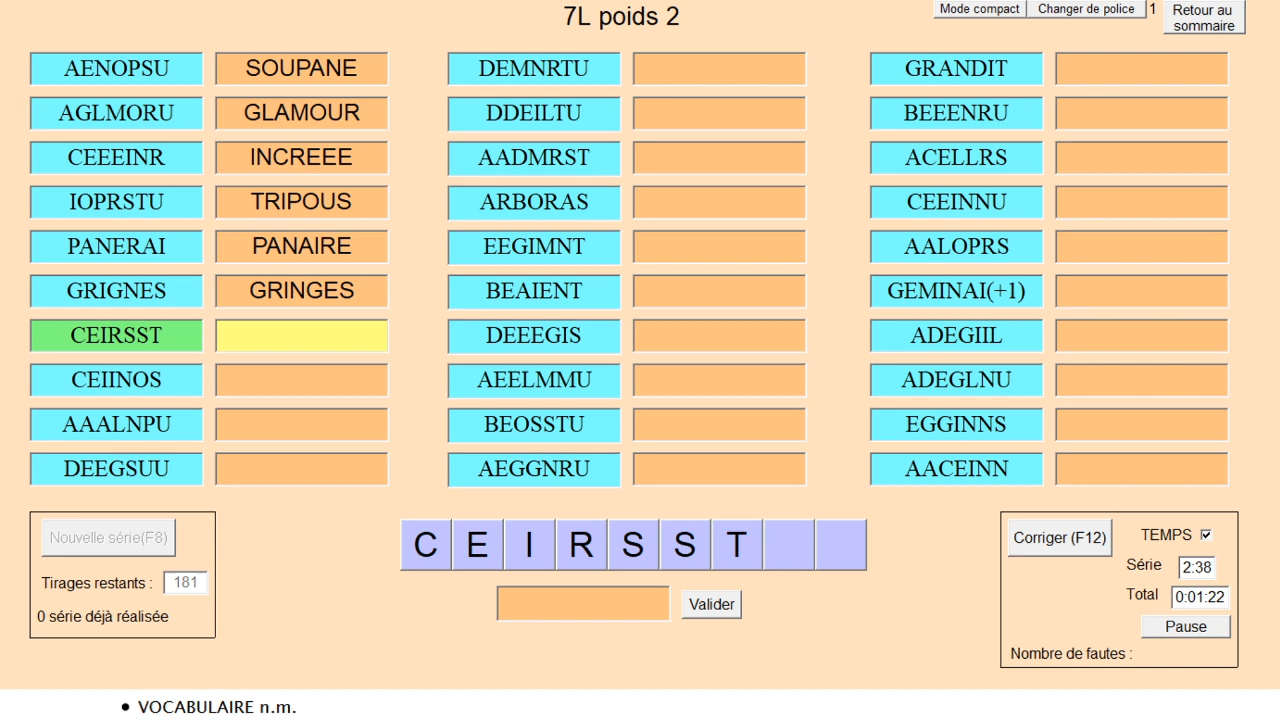 7L poids 2
Mode compact Changer de police 1 Retour au sommaire
AENOPSU SOUPANE DEMNRTU GRANDIT
AGLMORU GLAMOUR DDEILTU BEEENRU
CEEEINR INCREEE AADMRST ACELLRS
IOPRSTU TRIPOUS ARBORAS CEEINNU
PANERAI PANAIRE EEGIMNT AALOPRS
GRIGNES GRINGES BEAIENT GEMINAI(+1)
CEIRSST DEEEGIS ADEGIIL
CEIINOS AEELMMU ADEGLNU
AAALNPU BEOSSTU EGGINNS
DEEGSUU AEGGNRU AACEINN
Nouvelle série(F8)
Tirages restants : 181
0 série déjà réalisée
C E I R S S T
Valider
Corriger (F12) TEMPS
Série 2:38
Total 0:01:22
Pause
Nombre de fautes :
• VOCABULAIRE n.m.